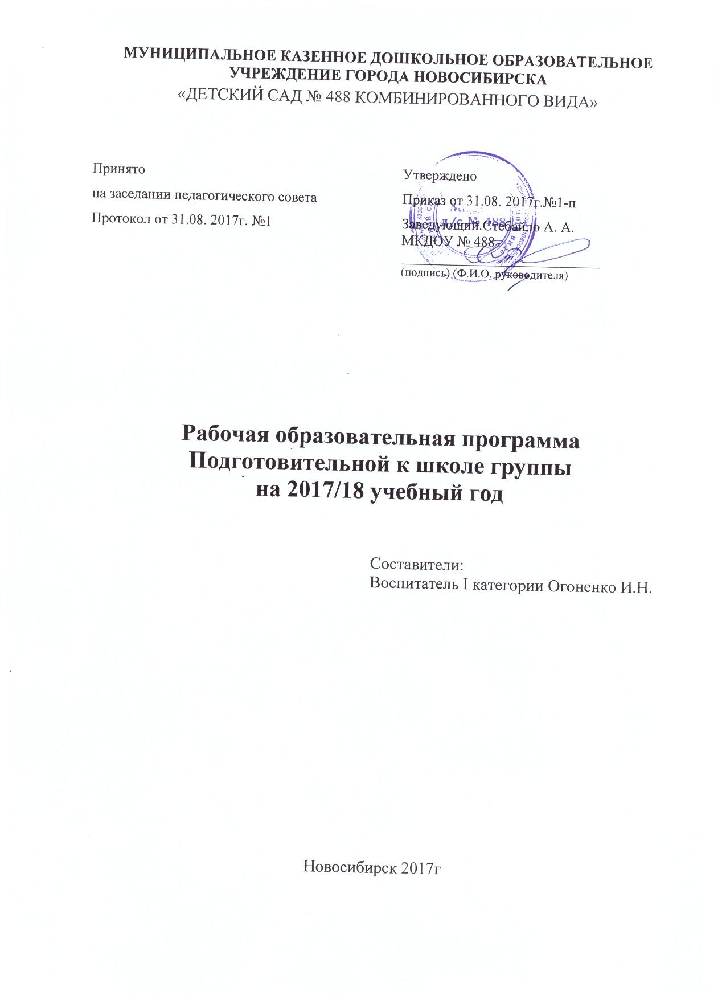 МУНИЦИПАЛЬНОЕ КАЗЕННОЕ ДОШКОЛЬНОЕ ОБРАЗОВАТЕЛЬНОЕ
УЧРЕЖДЕНИЕ ГОРОДА НОВОСИБИРСКА
«ДЕТСКИЙ САД № 488 КОМБИНИРОВАННОГО ВИДА»
Принято
на заседании педагогического совета
Протокол от 31.08. 2017г. №1
Утверждено
Приказ от 31.08. 2017г.№1-п
Заведующий.Стебайло А. А.
МКДОУ № 488
(подпись) (Ф.И.О. руководителя)
д/с № 488
Рабочая образовательная программа
Подготовительной к школе группы
на 2017/18 учебный год
Составители:
Воспитатель I категории Огоненко И.Н.
Новосибирск 2017г